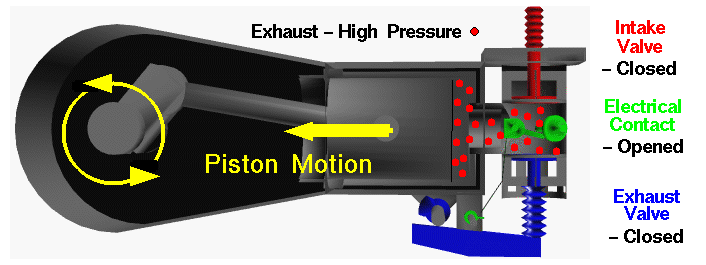 Exhaust – High Pressure
Intake
Valve
– Closed
Electrical
Contact
– Opened
Piston Motion
Exhaust
Valve
– Closed